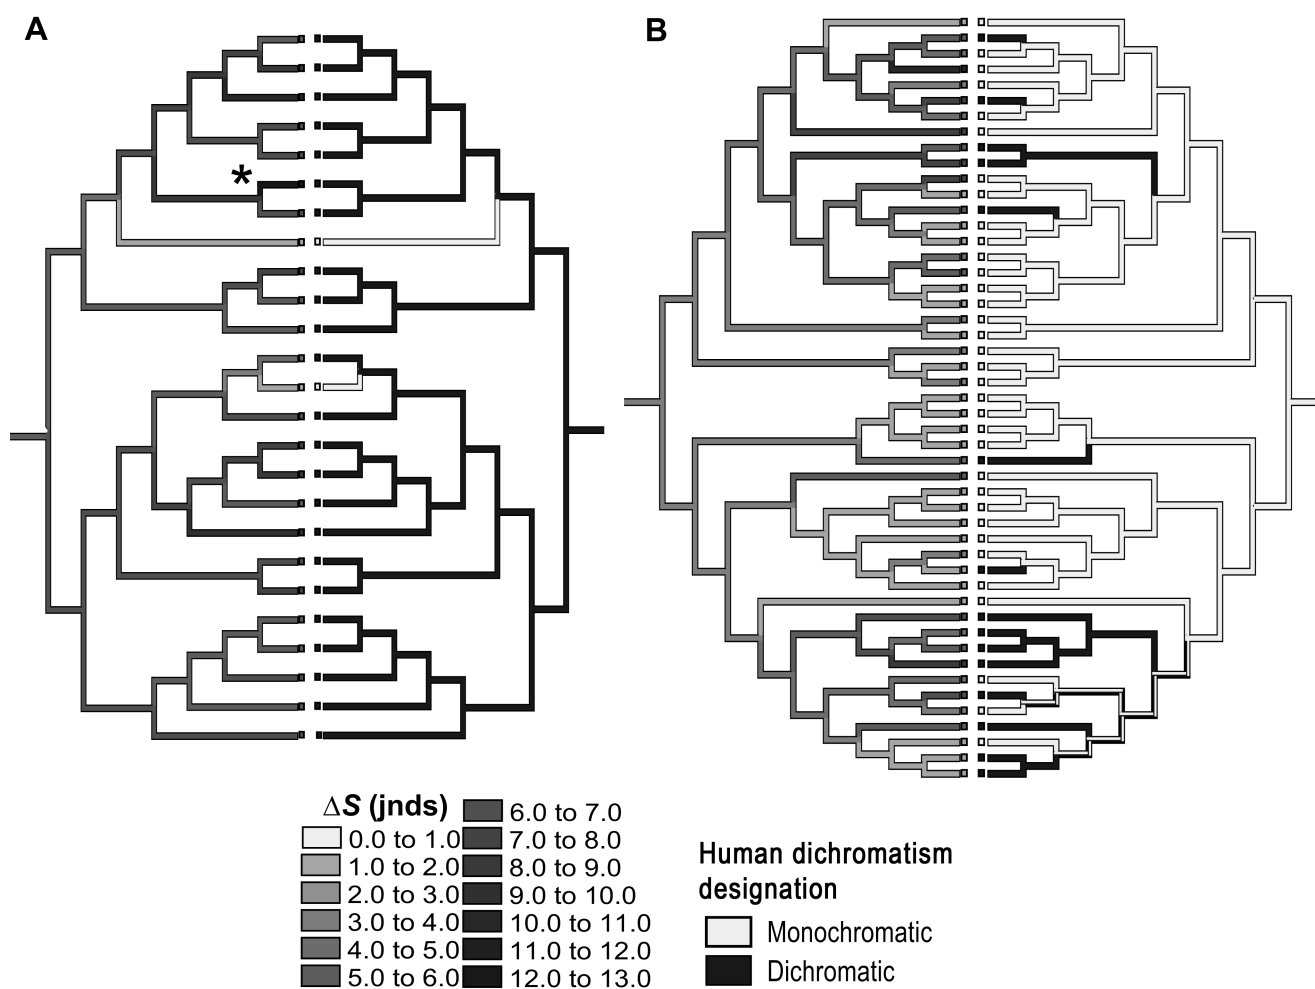 A
B
*
ΔS (jnds)
0.0 to 1.0
1.0 to 2.0
2.0 to 3.0
3.0 to 4.0
4.0 to 5.0
5.0 to 6.0
6.0 to 7.0
7.0 to 8.0
8.0 to 9.0
9.0 to 10.0
10.0 to 11.0
11.0 to 12.0
12.0 to 13.0
Human dichromatism
designation
Monochromatic
Dichromatic